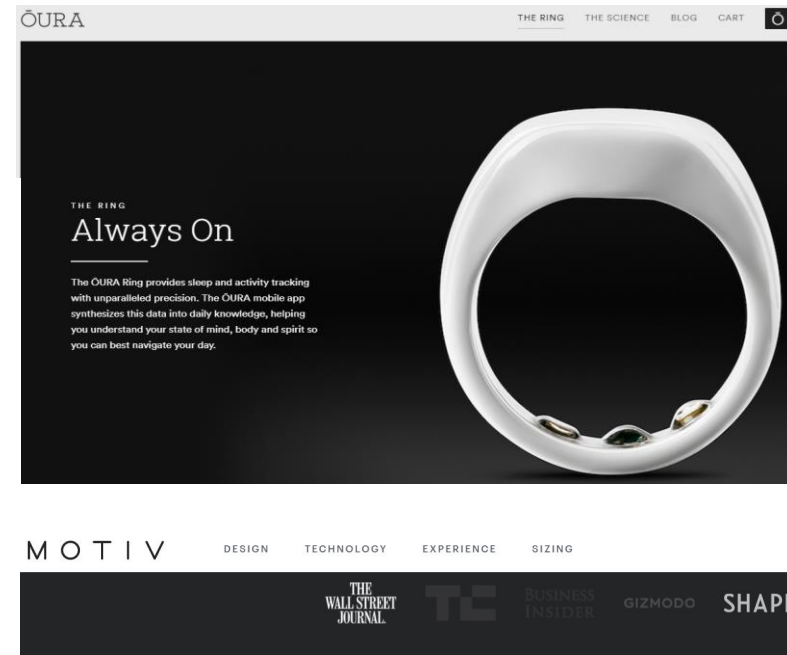 ŌURA
THE RING THE SCIENCE BLOG CART Ō
THE RING
Always On
The ŌURA Ring provides sleep and activity tracking
with unparalleled precision. The ŌURA mobile app
synthesizes this data into daily knowledge, helping
you understand your state of mind, body and spirit so
you can best navigate your day.
MOTIV DESIGN TECHNOLOGY EXPERIENCE SIZING
THE
WALL STREET
JOURNAL.
TC
BUSINESS
INSIDER
GIZMODO
SHAP